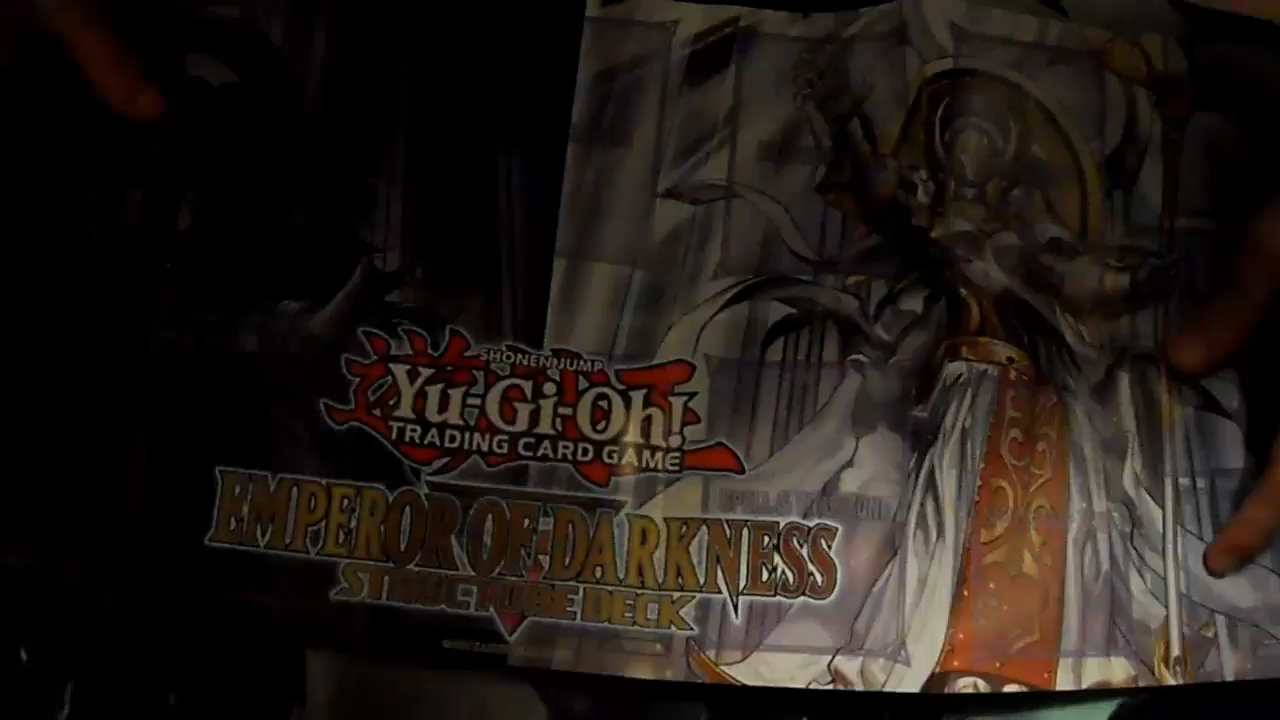 SHONEN JUMP
Yu-Gi-Oh!
TRADING CARD GAME
EMPEROR OF DARKNESS
STRUCTURE DECK